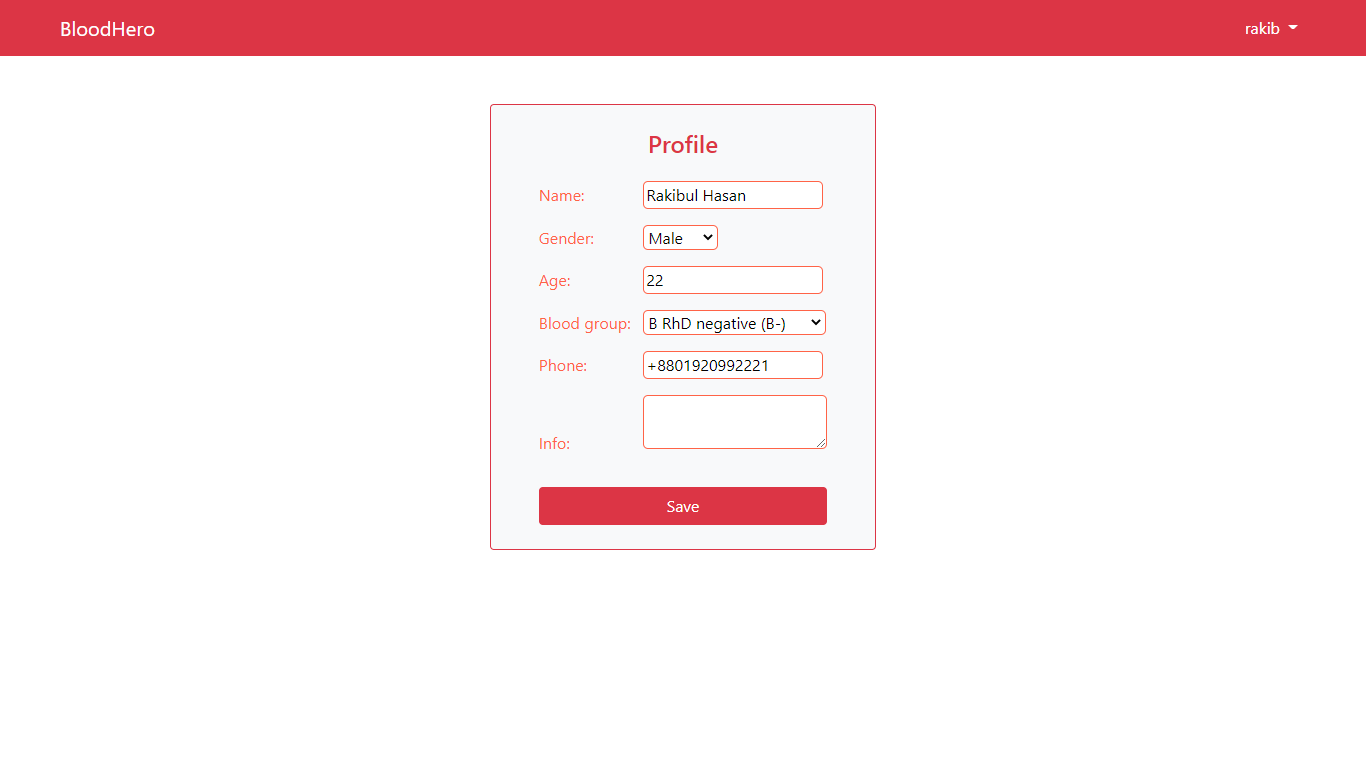 BloodHero
rakib
Profile
Name: Rakibul Hasan
Gender: Male
Age: 22
Blood group: B RhD negative (B-)
Phone: +8801920992221
Info:
Save